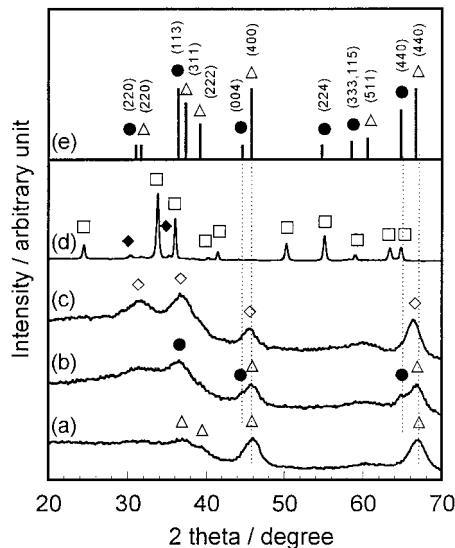 (220)
(220)
(113)
(311)
(222)
(004)
(400)
(224)
(333,115)
(511)
(440)
(440)
(e)
(d)
(c)
(b)
(a)
Intensity / arbitrary unit
20 30 40 50 60 70
2 theta / degree